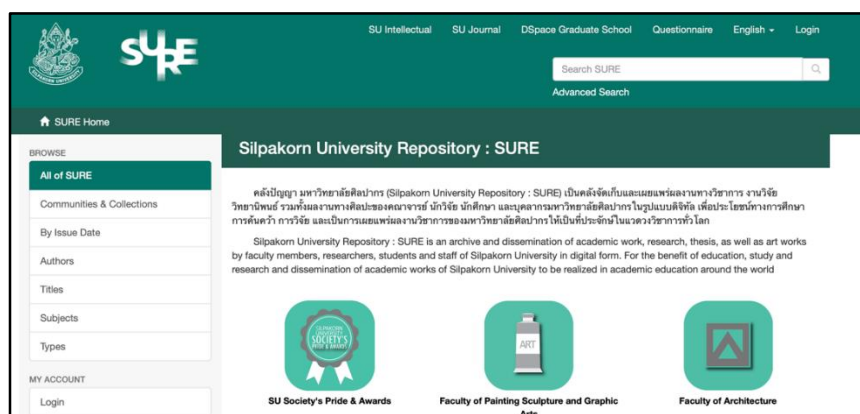 SU Intellectual SU Journal DSpace Graduate School Questionnaire English Login
SILPAKORN UNIVERSITY
SURE
Search SURE
Advanced Search
SURE Home
BROWSE
All of SURE
Communities & Collections
By Issue Date
Authors
Titles
Subjects
Types
MY ACCOUNT
Login
Silpakorn University Repository : SURE
คลังปัญญา มหาวิทยาลัยศิลปากร (Silpakorn University Repository : SURE) เป็นคลังจัดเก็บและเผยแพร่ผลงานทางวิชาการ งานวิจัย
วิทยานิพนธ์ รวมทั้งผลงานทางศิลปะของคณาจารย์ นักวิจัย นักศึกษา และบุคลากรมหาวิทยาลัยศิลปากรในรูปแบบดิจิทัล เพื่อประโยชน์ทางการศึกษา
การค้นคว้า การวิจัย และเป็นการเผยแพร่ผลงานวิชาการของมหาวิทยาลัยศิลปากรให้เป็นที่ประจักษ์ในแวดวงวิชาการทั่วโลก
Silpakorn University Repository : SURE is an archive and dissemination of academic work, research, thesis, as well as art works
by faculty members, researchers, students and staff of Silpakorn University in digital form. For the benefit of education, study and
research and dissemination of academic works of Silpakorn University to be realized in academic education around the world
SILPAKORN
UNIVERSITY
SOCIETY'S
PRIDE & AWARDS
ART
SU Society's Pride & Awards
Faculty of Painting Sculpture and Graphic
Arts
Faculty of Architecture